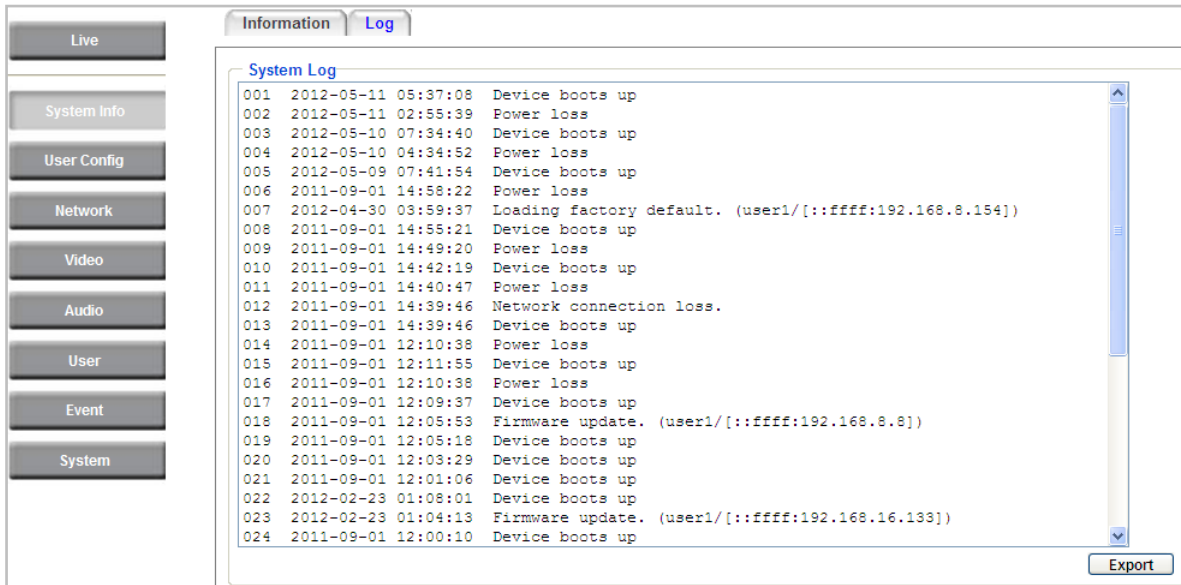 Live
System Info
User Config
Network
Video
Audio
User
Event
System
Information
Log
System Log
001 2012-05-11 05:37:08 Device boots up
002 2012-05-11 02:55:39 Power loss
003 2012-05-10 07:34:40 Device boots up
004 2012-05-10 04:34:52 Power loss
005 2012-05-09 07:41:54 Device boots up
006 2011-09-01 14:58:22 Power loss
007 2012-04-30 03:59:37 Loading factory default. (user1/[::ffff:192.168.8.154])
008 2011-09-01 14:55:21 Device boots up
009 2011-09-01 14:49:20 Power loss
010 2011-09-01 14:42:19 Device boots up
011 2011-09-01 14:40:47 Power loss
012 2011-09-01 14:39:46 Network connection loss.
013 2011-09-01 14:39:46 Device boots up
014 2011-09-01 12:10:38 Power loss
015 2011-09-01 12:11:55 Device boots up
016 2011-09-01 12:10:38 Power loss
017 2011-09-01 12:09:37 Device boots up
018 2011-09-01 12:05:53 Firmware update. (user1/[::ffff:192.168.8.8])
019 2011-09-01 12:05:18 Device boots up
020 2011-09-01 12:03:29 Device boots up
021 2011-09-01 12:01:06 Device boots up
022 2012-02-23 01:08:01 Device boots up
023 2012-02-23 01:04:13 Firmware update. (user1/[::ffff:192.168.16.133])
024 2011-09-01 12:00:10 Device boots up
Export